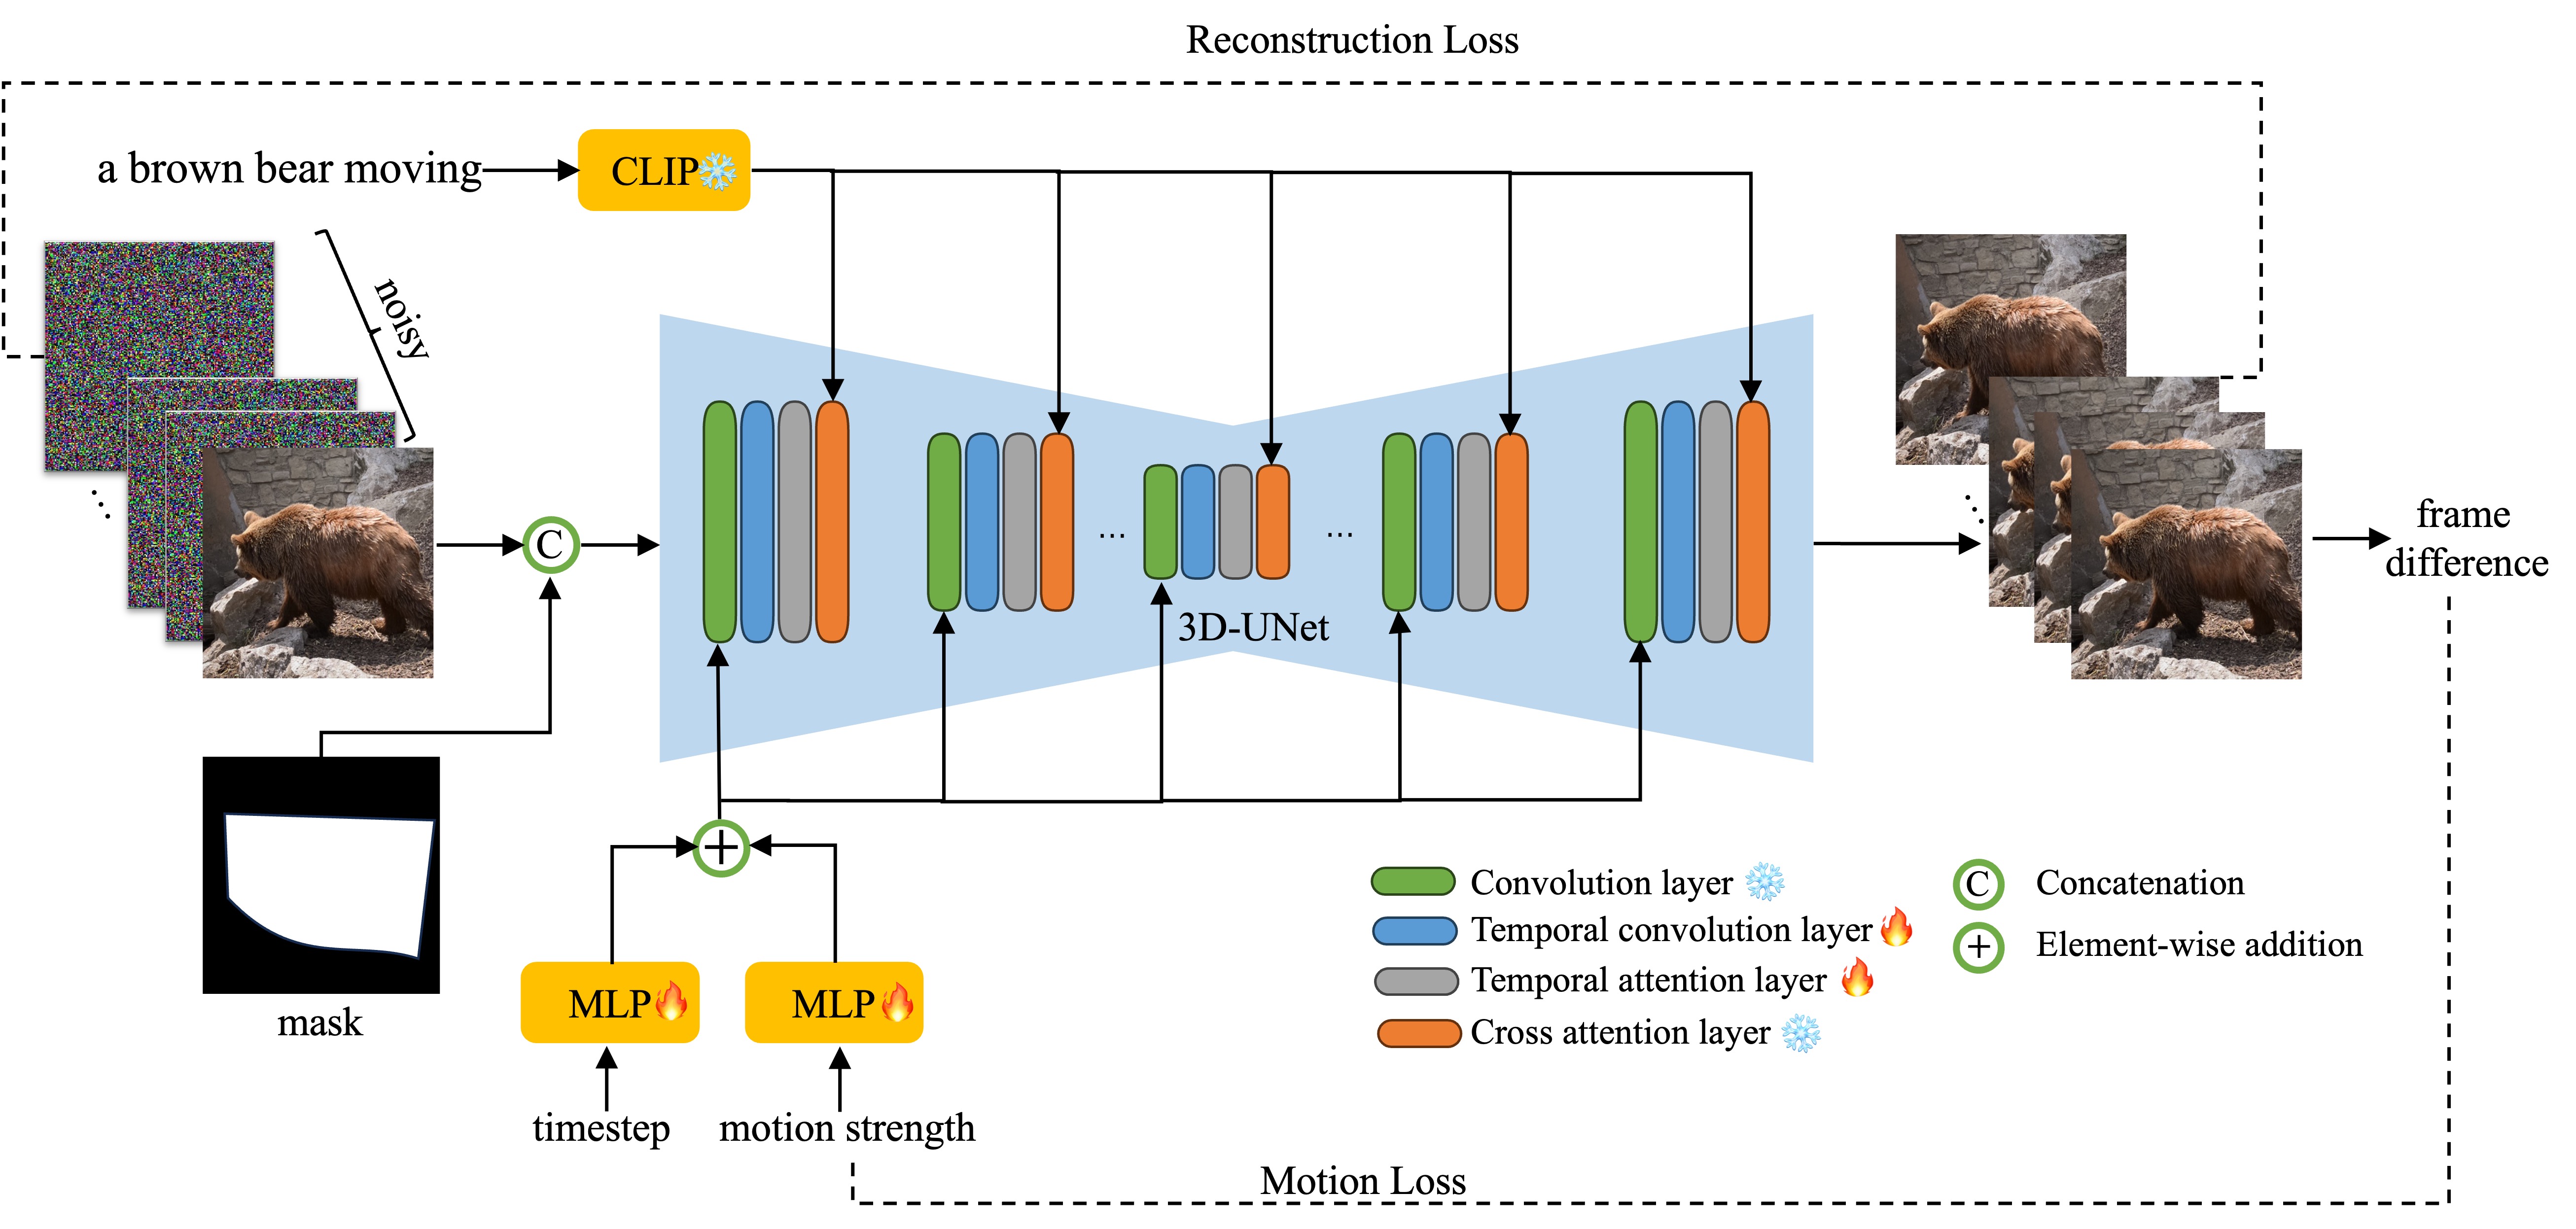 Reconstruction Loss
a brown bear moving
CLIP
noisy
C
...
...
3D-UNet
frame
difference
mask
+
MLP
MLP
timestep
motion strength
Convolution layer
Temporal convolution layer
Temporal attention layer
Cross attention layer
C Concatenation
+ Element-wise addition
Motion Loss